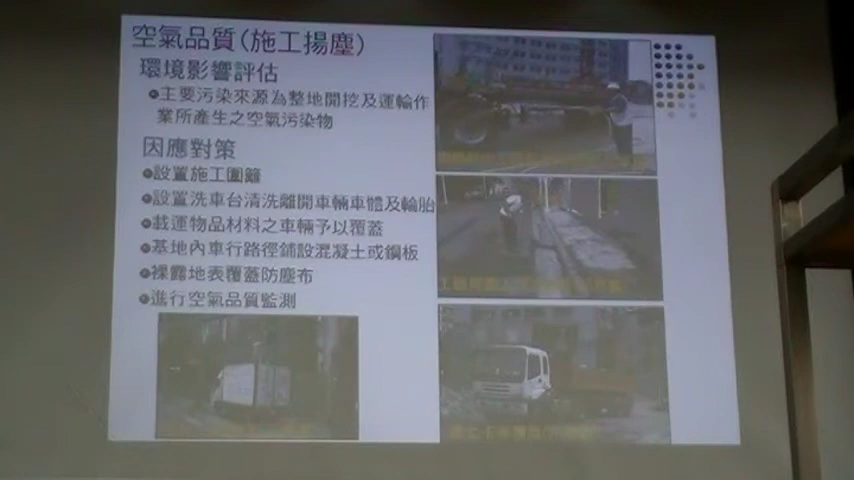 空氣品質(施工揚塵)
環境影響評估
主要污染來源為整地開挖及運輸作
業所產生之空氣污染物
因應對策
設置施工圍籬
設置洗車台清洗離開車輛車體及輪胎
載運物品材料之車輛予以覆蓋
基地內車行路徑鋪設混凝土或鋼板
裸露地表覆蓋防塵布
進行空氣品質監測